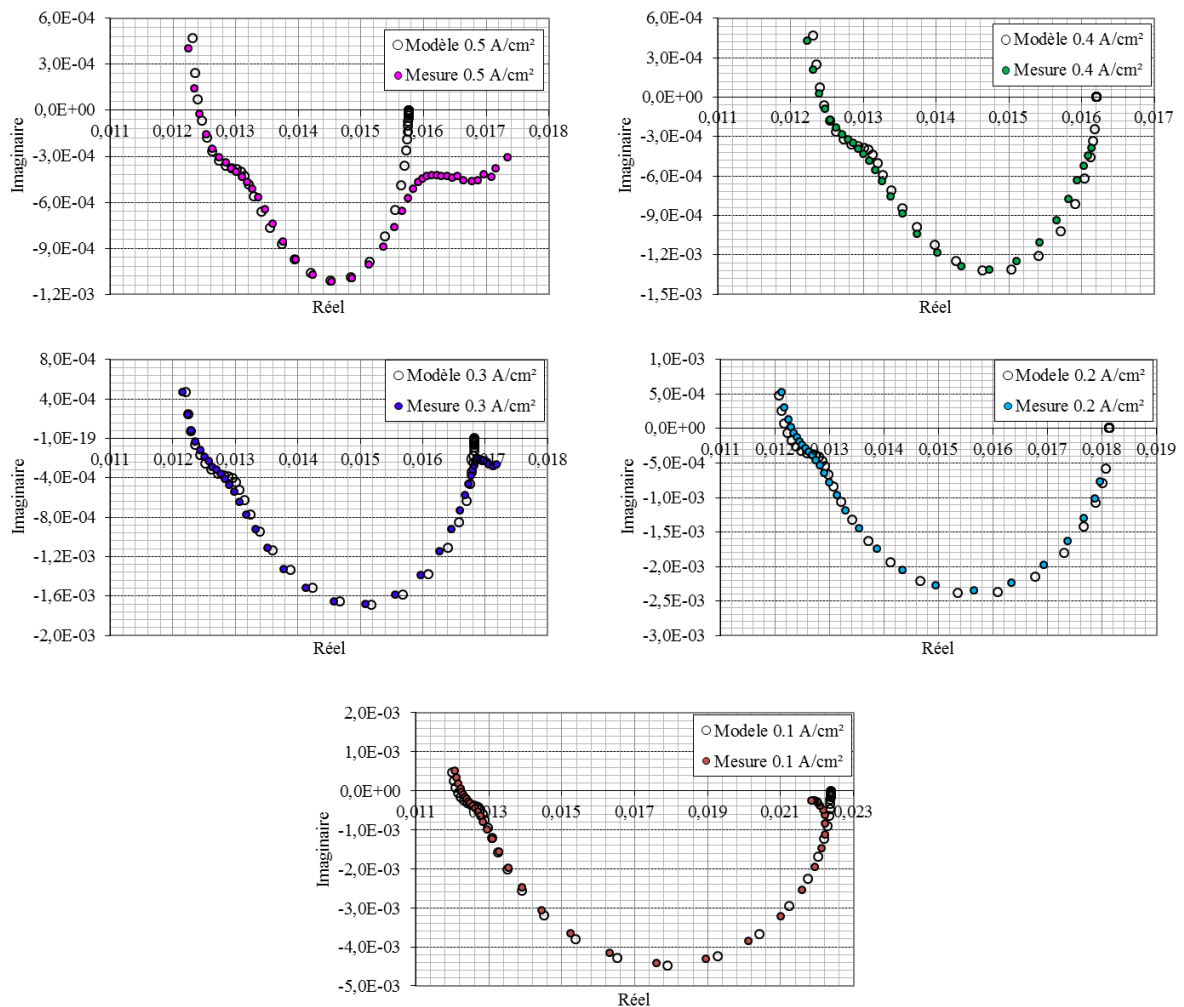 6,0E-04
3,0E-04
0,0E+00
-3,0E-04
-6,0E-04
-9,0E-04
-1,2E-03
0,011 0,012 0,013 0,014 0,015 0,016 0,017 0,018
Imaginaire
Réel
Modèle 0.5 A/cm²
Mesure 0.5 A/cm²
6,0E-04
3,0E-04
0,0E+00
-3,0E-04
-6,0E-04
-9,0E-04
-1,2E-03
-1,5E-03
0,011 0,012 0,013 0,014 0,015 0,016 0,017
Imaginaire
Réel
Modèle 0.4 A/cm²
Mesure 0.4 A/cm²
8,0E-04
4,0E-04
-1,0E-19
-4,0E-04
-8,0E-04
-1,2E-03
-1,6E-03
-2,0E-03
0,011 0,012 0,013 0,014 0,015 0,016 0,017 0,018
Imaginaire
Réel
Modèle 0.3 A/cm²
Mesure 0.3 A/cm²
1,0E-03
5,0E-04
0,0E+00
-5,0E-04
-1,0E-03
-1,5E-03
-2,0E-03
-2,5E-03
-3,0E-03
0,011 0,012 0,013 0,014 0,015 0,016 0,017 0,018 0,019
Imaginaire
Réel
Modele 0.2 A/cm²
Mesure 0.2 A/cm²
2,0E-03
1,0E-03
0,0E+00
-1,0E-03
-2,0E-03
-3,0E-03
-4,0E-03
-5,0E-03
0,011 0,013 0,015 0,017 0,019 0,021 0,023
Imaginaire
Réel
Modele 0.1 A/cm²
Mesure 0.1 A/cm²